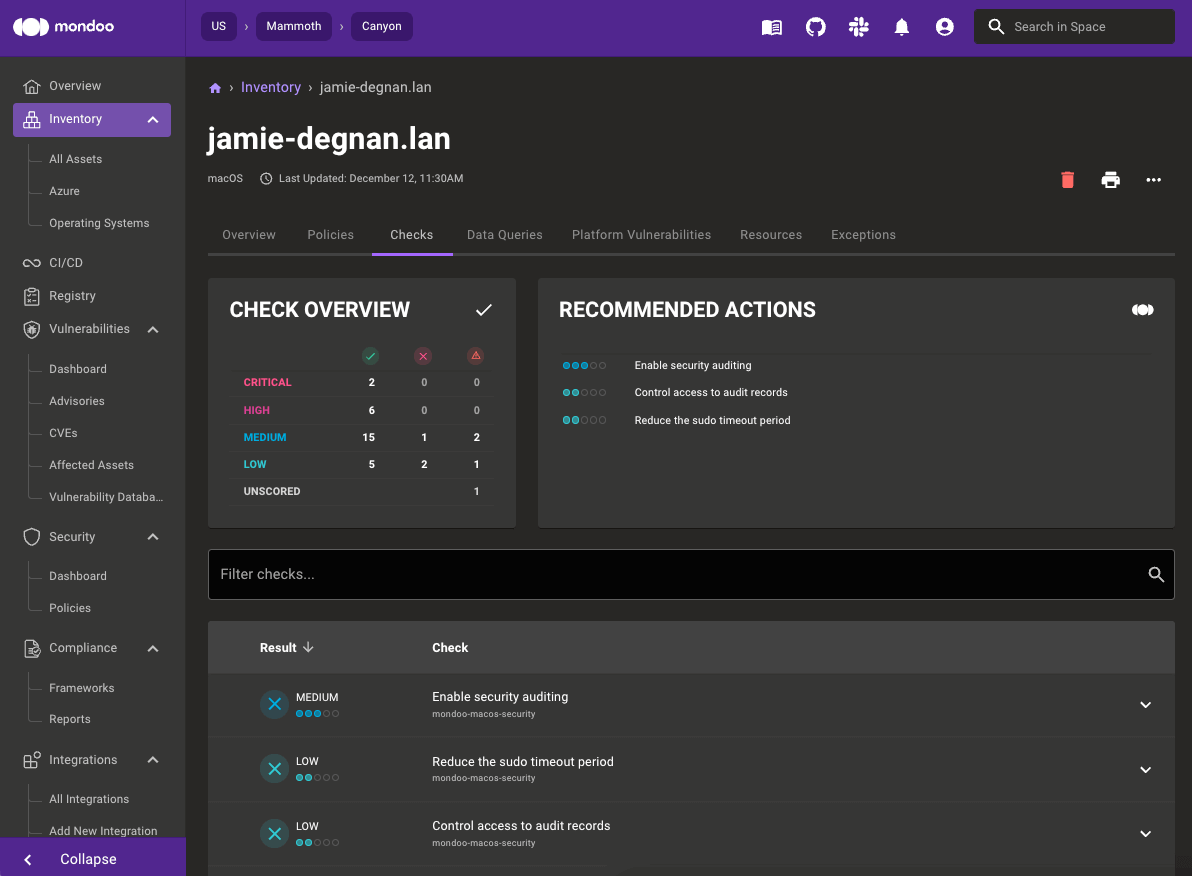 mondoo
US › Mammoth › Canyon
Search in Space
Overview
Inventory
All Assets
Azure
Operating Systems
CI/CD
Registry
Vulnerabilities
Dashboard
Advisories
CVEs
Affected Assets
Vulnerability Databa...
Security
Dashboard
Policies
Compliance
Frameworks
Reports
Integrations
All Integrations
Add New Integration
Collapse
› Inventory › jamie-degnan.lan
jamie-degnan.lan
macOS Last Updated: December 12, 11:30AM
Overview Policies Checks Data Queries Platform Vulnerabilities Resources Exceptions
CHECK OVERVIEW
CRITICAL 2 0 0
HIGH 6 0 0
MEDIUM 15 1 2
LOW 5 2 1
UNSCORED 1
RECOMMENDED ACTIONS
Enable security auditing
Control access to audit records
Reduce the sudo timeout period
Filter checks...
Result Check
MEDIUM Enable security auditing
mondoo-macos-security
LOW Reduce the sudo timeout period
mondoo-macos-security
LOW Control access to audit records
mondoo-macos-security